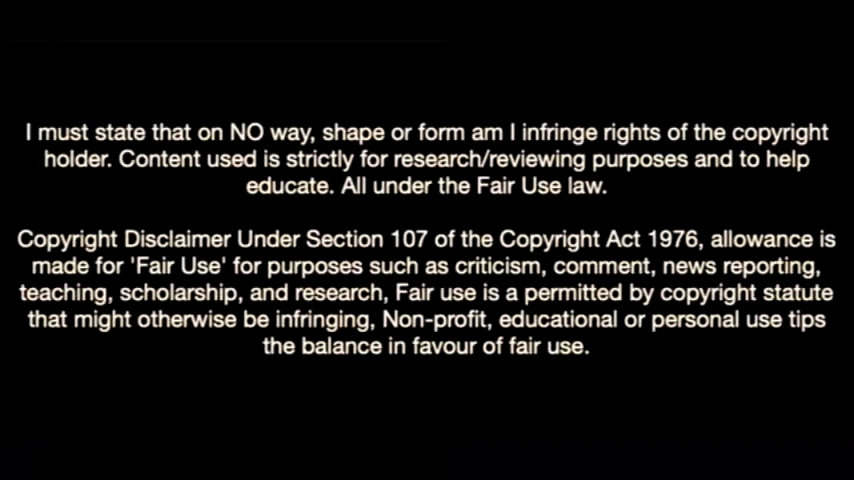 I must state that on NO way, shape or form am I infringe rights of the copyright
holder. Content used is strictly for research/reviewing purposes and to help
educate. All under the Fair Use law.
Copyright Disclaimer Under Section 107 of the Copyright Act 1976, allowance is
made for 'Fair Use' for purposes such as criticism, comment, news reporting,
teaching, scholarship, and research, Fair use is a permitted by copyright statute
that might otherwise be infringing, Non-profit, educational or personal use tips
the balance in favour of fair use.